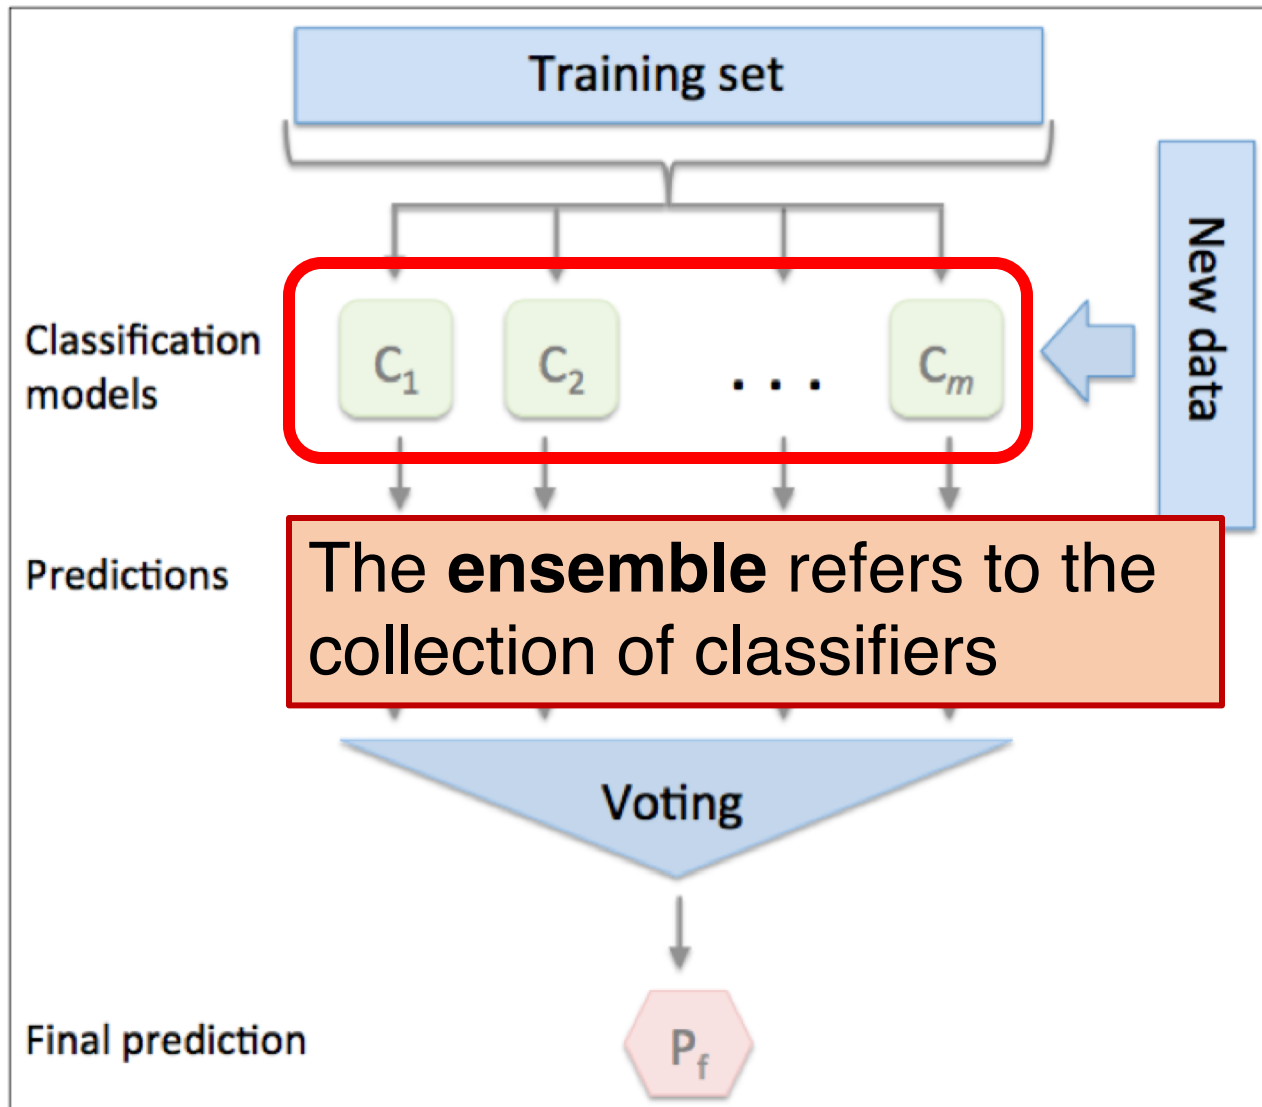 Training set
New data
Classification
models
C1
C2
. . .
Cm
Predictions
The ensemble refers to the
collection of classifiers
Voting
Final prediction
Pf